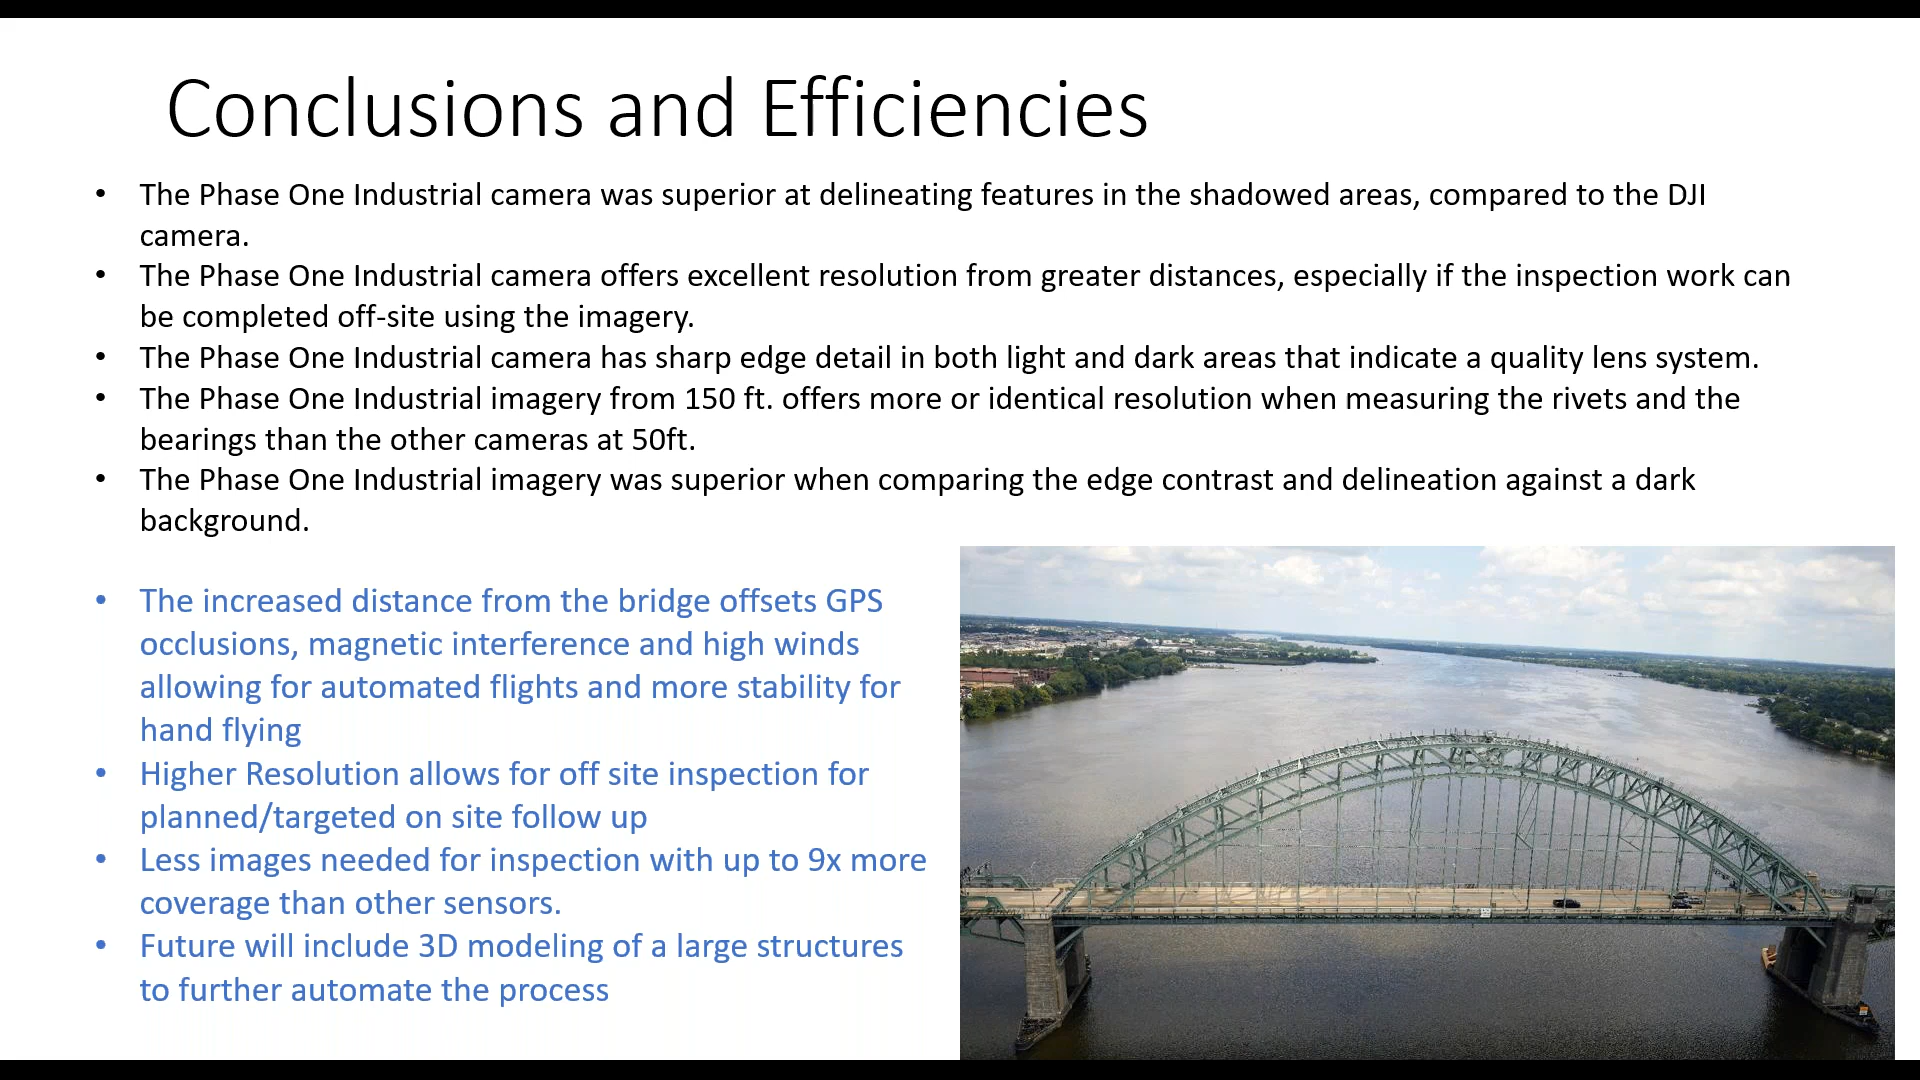 Conclusions and Efficiencies
• The Phase One Industrial camera was superior at delineating features in the shadowed areas, compared to the DJI
camera.
• The Phase One Industrial camera offers excellent resolution from greater distances, especially if the inspection work can
be completed off-site using the imagery.
• The Phase One Industrial camera has sharp edge detail in both light and dark areas that indicate a quality lens system.
• The Phase One Industrial imagery from 150 ft. offers more or identical resolution when measuring the rivets and the
bearings than the other cameras at 50ft.
• The Phase One Industrial imagery was superior when comparing the edge contrast and delineation against a dark
background.
• The increased distance from the bridge offsets GPS
occlusions, magnetic interference and high winds
allowing for automated flights and more stability for
hand flying
• Higher Resolution allows for off site inspection for
planned/targeted on site follow up
• Less images needed for inspection with up to 9x more
coverage than other sensors.
• Future will include 3D modeling of a large structures
to further automate the process